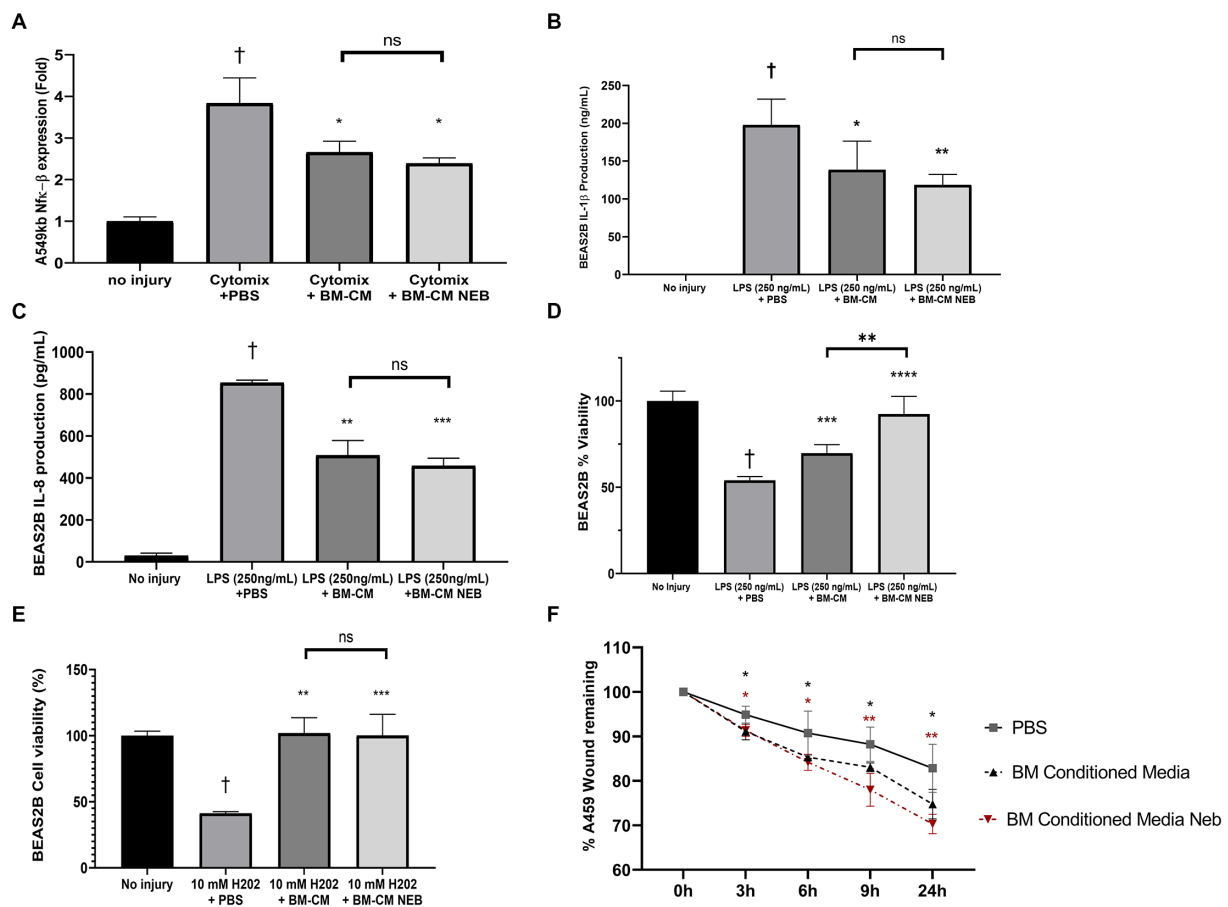 A
A549kb Nfκ−β expression (Fold)
5
4
3
2
1
0
†
*
*
ns
no injury
Cytomix
+PBS
Cytomix
+ BM-CM
Cytomix
+ BM-CM NEB
B
BEAS2B IL-1β Production (ng/mL)
250
200
150
100
50
0
†
*
**
ns
No injury
LPS (250 ng/mL)
+ PBS
LPS (250 ng/mL)
+ BM-CM
LPS (250 ng/mL)
+ BM-CM NEB
C
BEAS2B IL-8 production (pg/mL)
1000
800
600
400
200
0
†
**
***
ns
No injury
LPS (250ng/mL)
+PBS
LPS (250ng/mL)
+ BM-CM
LPS (250ng/mL)
+BM-CM NEB
D
BEAS2B % Viability
100
50
0
†
***
****
**
No Injury
LPS (250 ng/mL)
+ PBS
LPS (250 ng/mL)
+ BM-CM
LPS (250 ng/mL)
+ BM-CM NEB
E
BEAS2B Cell viability (%)
150
100
50
0
†
**
***
ns
No injury
10 mM H202
+ PBS
10 mM H202
+ BM-CM
10 mM H202
+ BM-CM NEB
F
% A459 Wound remaining
110
100
90
80
70
60
* * * *
* * ** **
0h 3h 6h 9h 24h
PBS
BM Conditioned Media
BM Conditioned Media Neb